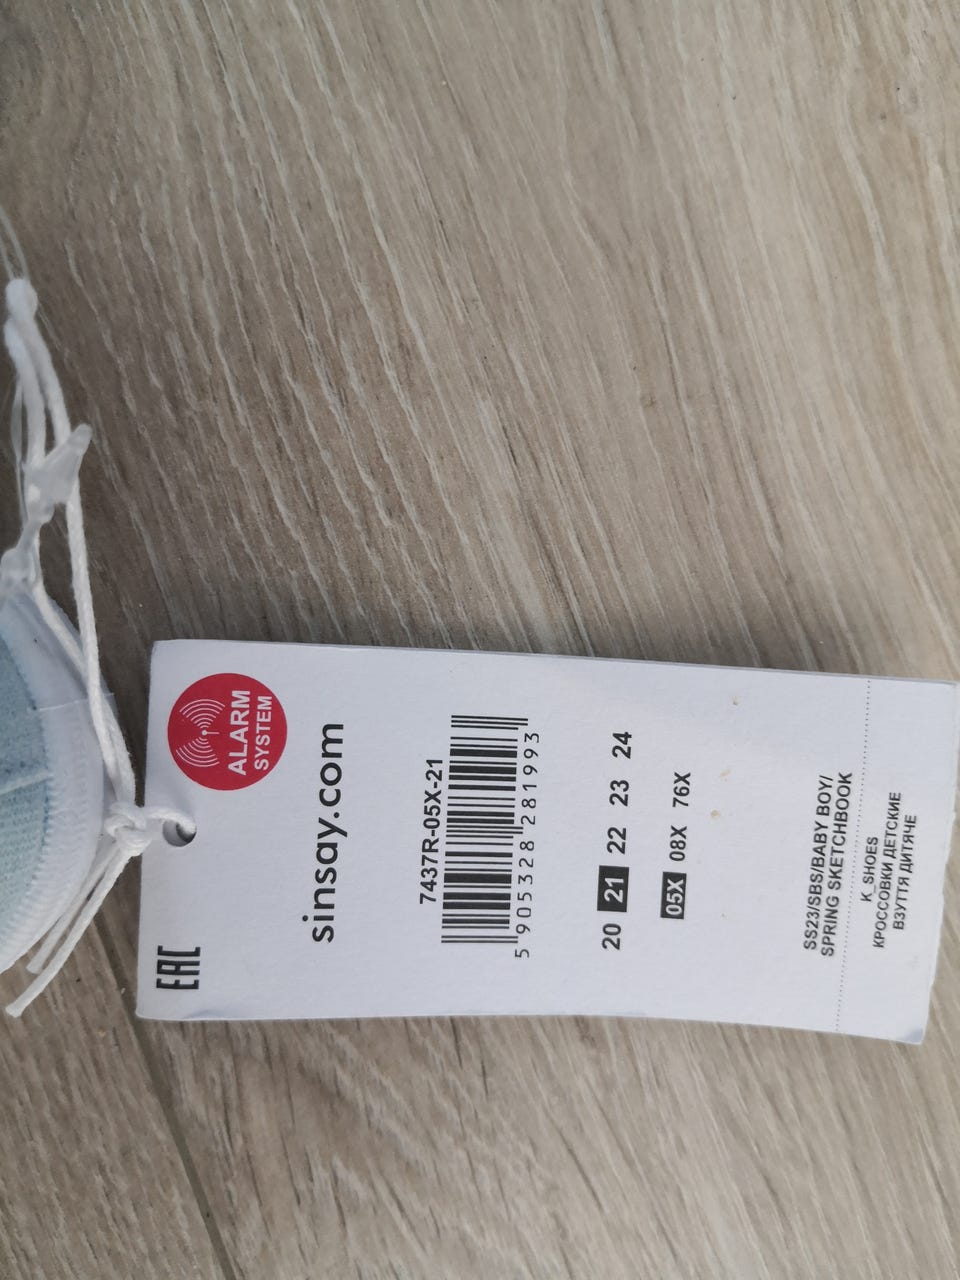 EAC
ALARM
SYSTEM
sinsay.com
7437R-05X-21
5 905328 281993
20 21 22 23 24
05X 08X 76X
SS23/SBS/BABY BOY/
SPRING SKETCHBOOK
K_SHOES
КРОССОВКИ ДЕТСКИЕ
ВЗУТТЯ ДИТЯЧЕ